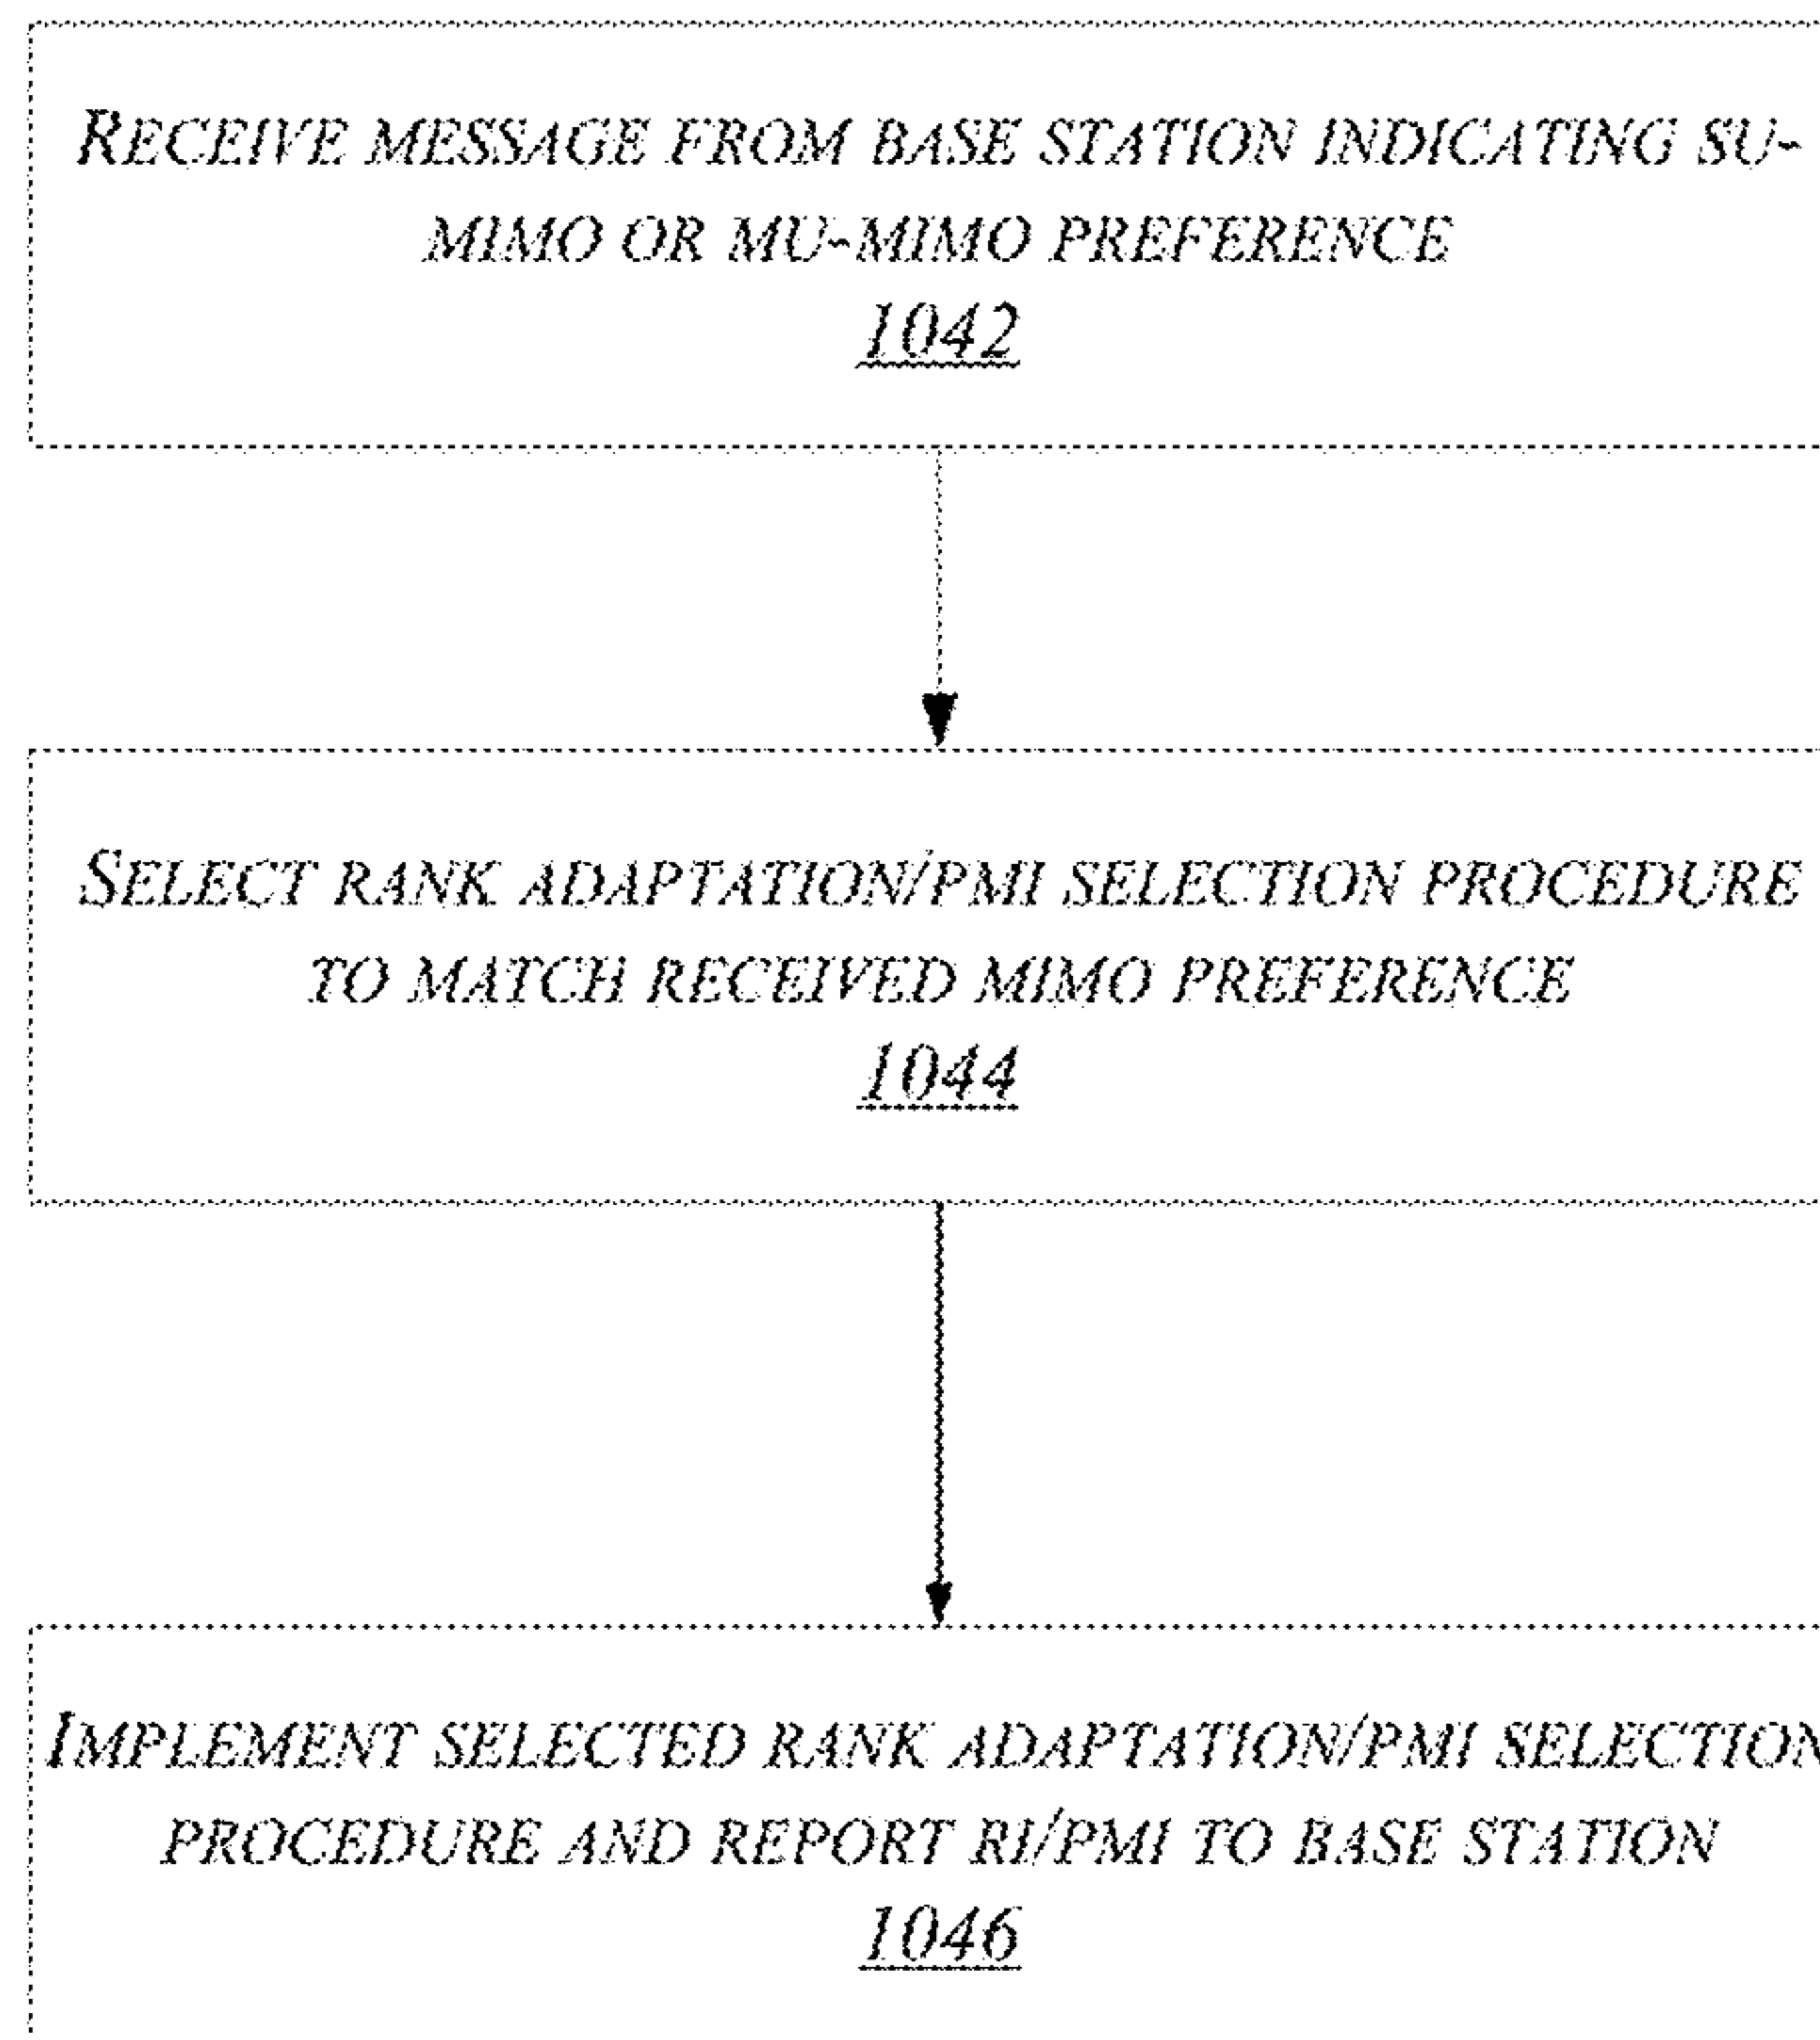 RECEIVE MESSAGE FROM BASE STATION INDICATING SU-
MIMO OR MU-MIMO PREFERENCE
1042
SELECT RANK ADAPTATION/PMI SELECTION PROCEDURE
TO MATCH RECEIVED MIMO PREFERENCE
1044
IMPLEMENT SELECTED RANK ADAPTATION/PMI SELECTION
PROCEDURE AND REPORT RI/PMI TO BASE STATION
1046